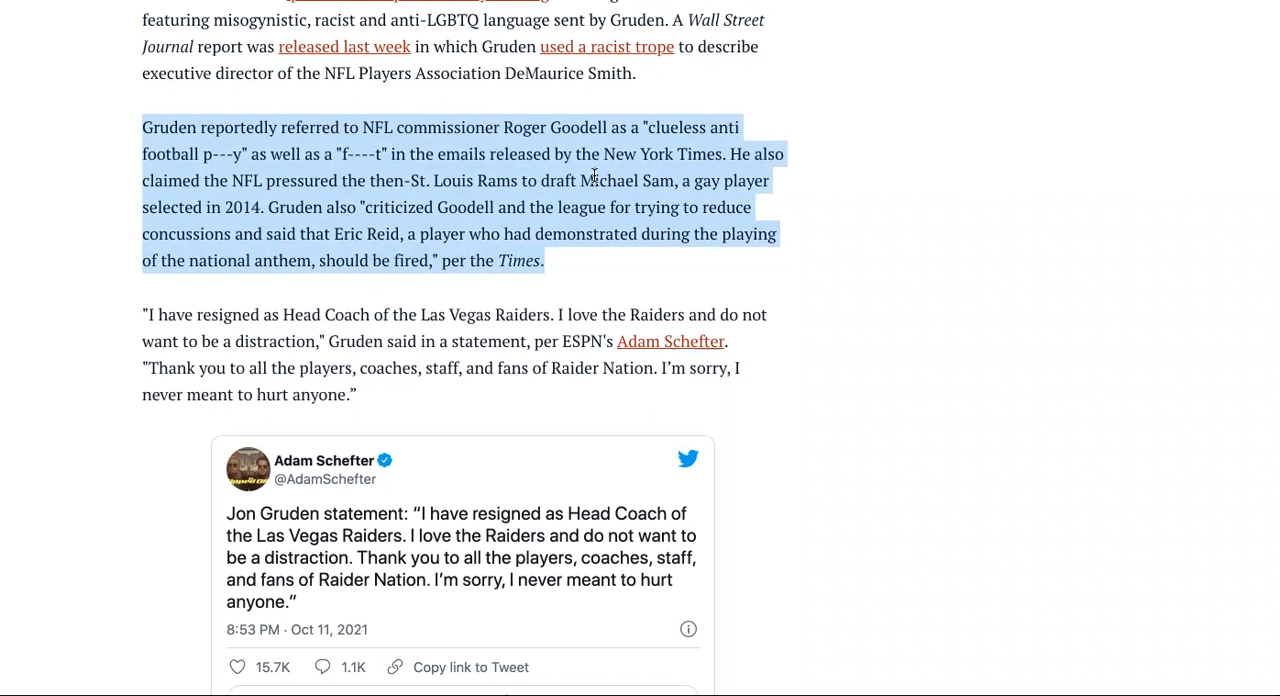 featuring misogynistic, racist and anti-LGBTQ language sent by Gruden. A Wall Street
Journal report was released last week in which Gruden used a racist trope to describe
executive director of the NFL Players Association DeMaurice Smith.
Gruden reportedly referred to NFL commissioner Roger Goodell as a "clueless anti
football p---y" as well as a "f----t" in the emails released by the New York Times. He also
claimed the NFL pressured the then-St. Louis Rams to draft Michael Sam, a gay player
selected in 2014. Gruden also "criticized Goodell and the league for trying to reduce
concussions and said that Eric Reid, a player who had demonstrated during the playing
of the national anthem, should be fired," per the Times.
"I have resigned as Head Coach of the Las Vegas Raiders. I love the Raiders and do not
want to be a distraction," Gruden said in a statement, per ESPN's Adam Schefter.
"Thank you to all the players, coaches, staff, and fans of Raider Nation. I’m sorry, I
never meant to hurt anyone.”
Adam Schefter
@AdamSchefter
Jon Gruden statement: “I have resigned as Head Coach of
the Las Vegas Raiders. I love the Raiders and do not want to
be a distraction. Thank you to all the players, coaches, staff,
and fans of Raider Nation. I’m sorry, I never meant to hurt
anyone.”
8:53 PM · Oct 11, 2021
15.7K 1.1K Copy link to Tweet